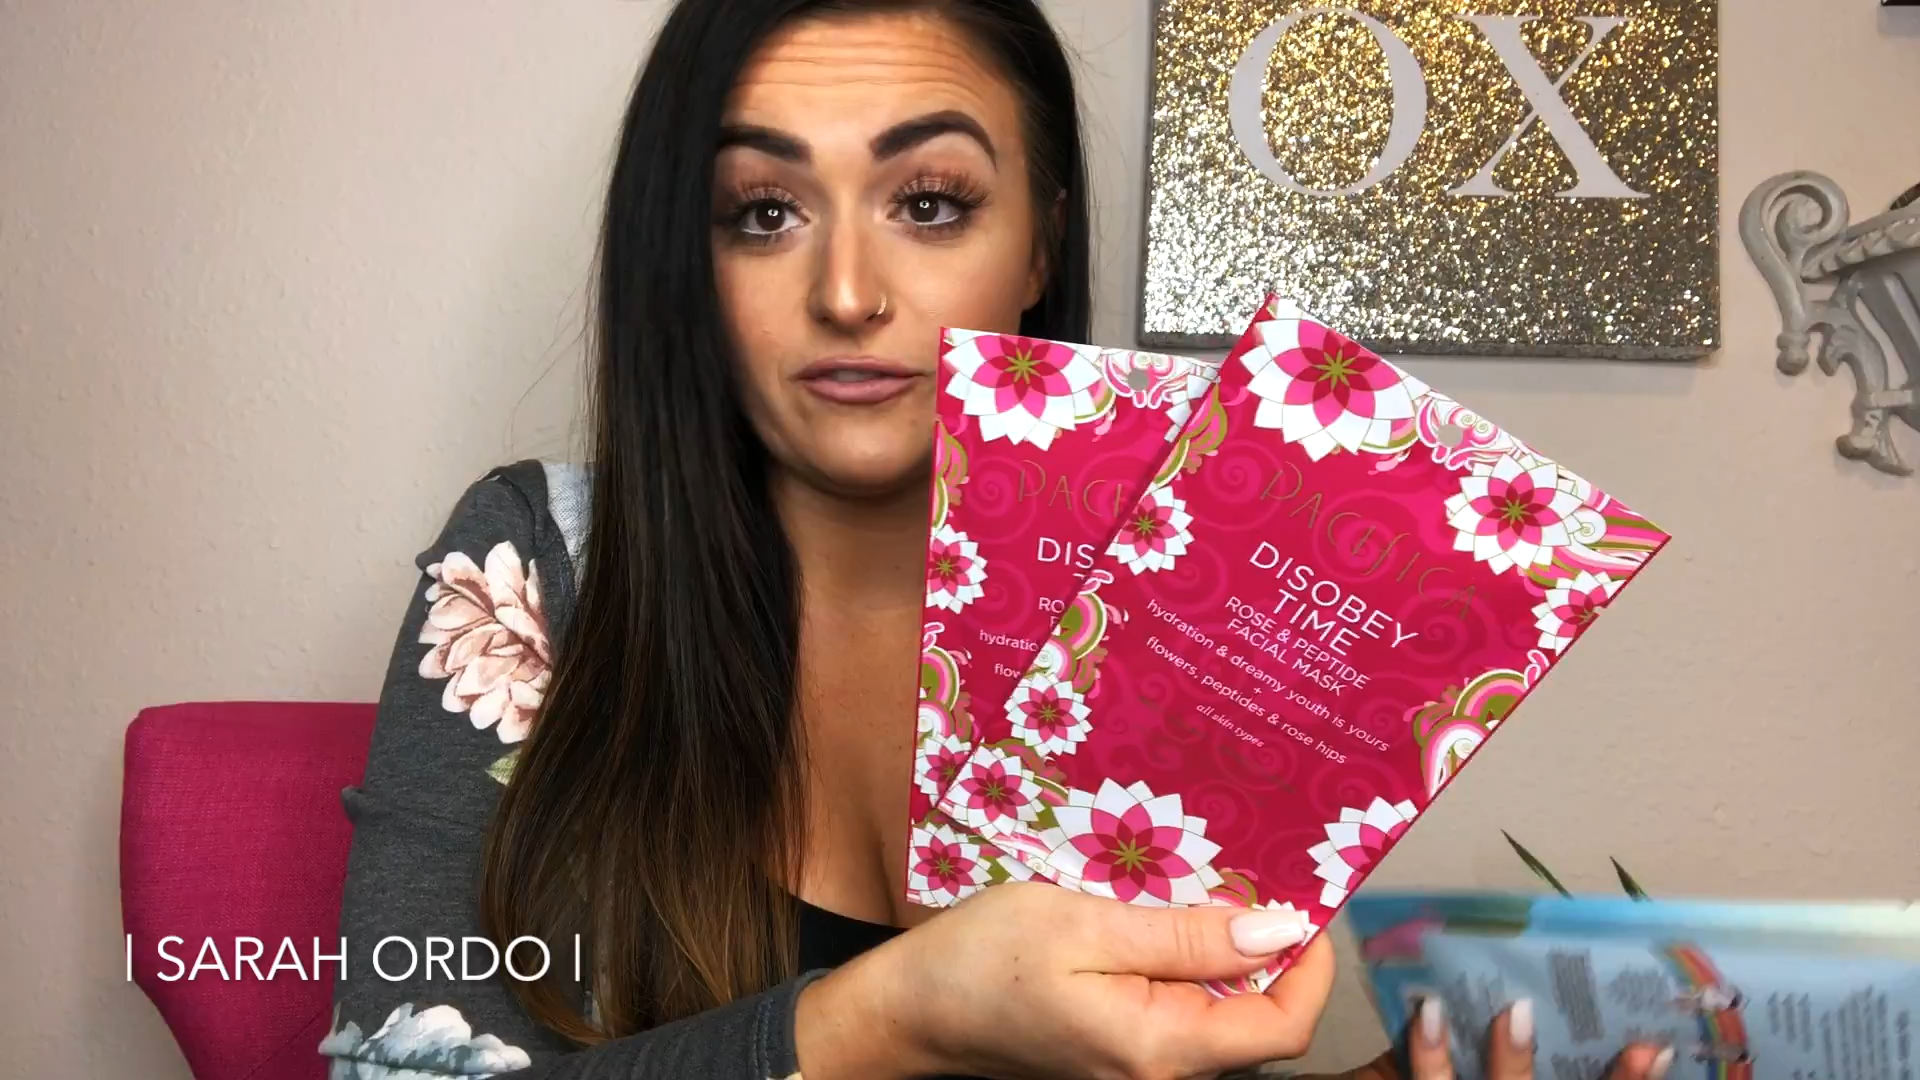 OX
PACIFICA
DISOBEY
TIME
ROSE & PEPTIDE
FACIAL MASK
hydration & dreamy youth is yours
+
flowers, peptides & rose hips
all skin types
PACI
DIS
RO
hydratio
flow
| SARAH ORDO |